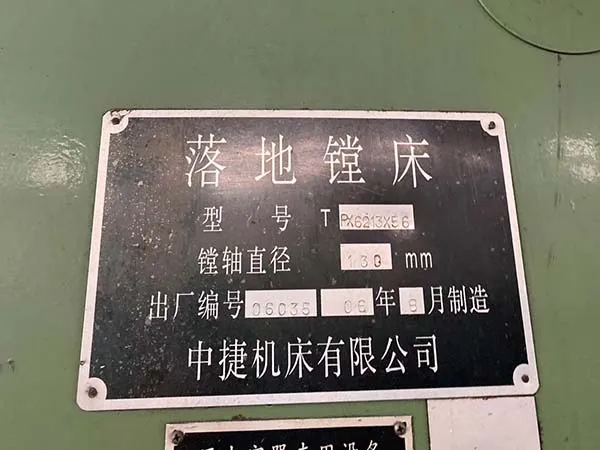 落地镗床
型 号 T PX6213X56
镗轴直径 130 mm
出厂编号 06035 06 年 8 月制造
中捷机床有限公司